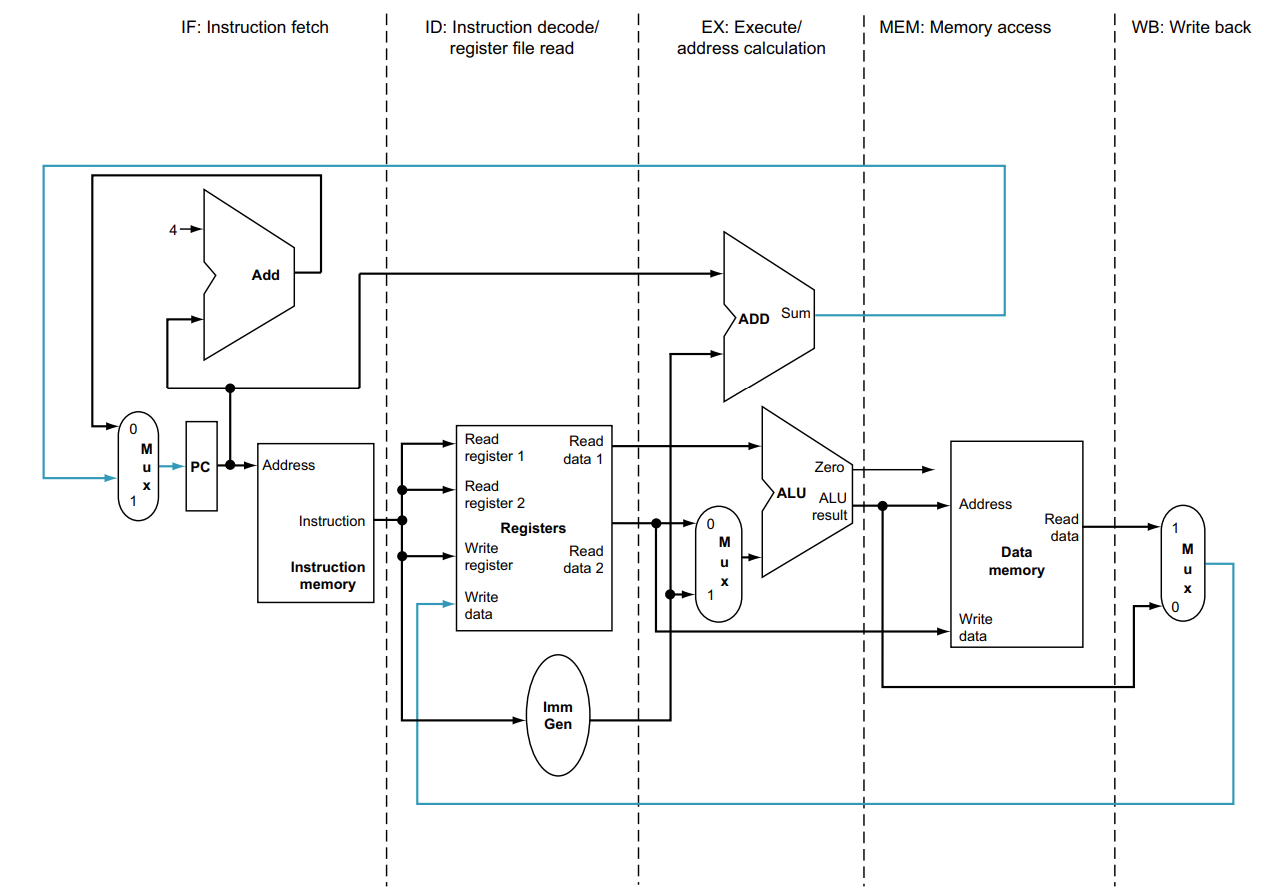 IF: Instruction fetch
ID: Instruction decode/
register file read
EX: Execute/
address calculation
MEM: Memory access
WB: Write back
4
Add
ADD
Sum
0
M
u
x
1
PC
Address
Instruction
Instruction
memory
Read
register 1
Read
register 2
Write
register
Write
data
Registers
Read
data 1
Read
data 2
Imm
Gen
0
M
u
x
1
Zero
ALU
ALU
result
Address
Read
data
Data
memory
Write
data
1
M
u
x
0